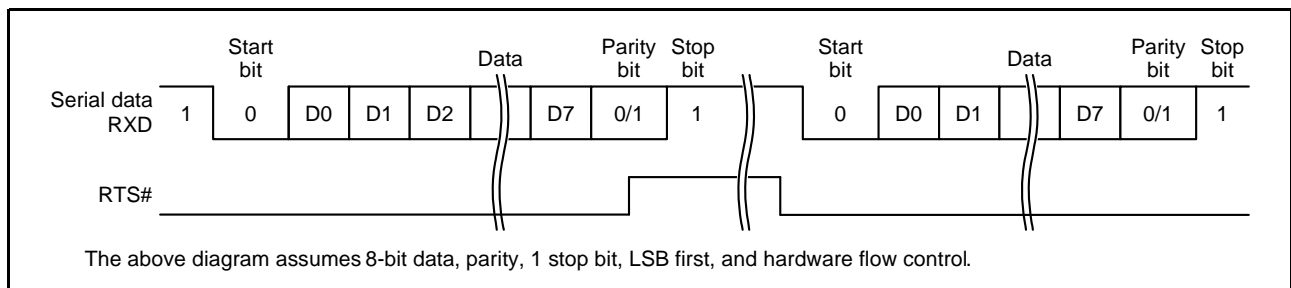 Start bit Data Parity bit Stop bit Start bit Data Parity bit Stop bit
Serial data RXD 1 0 D0 D1 D2 D7 0/1 1 0 D0 D1 D7 0/1 1
RTS#
The above diagram assumes 8-bit data, parity, 1 stop bit, LSB first, and hardware flow control.